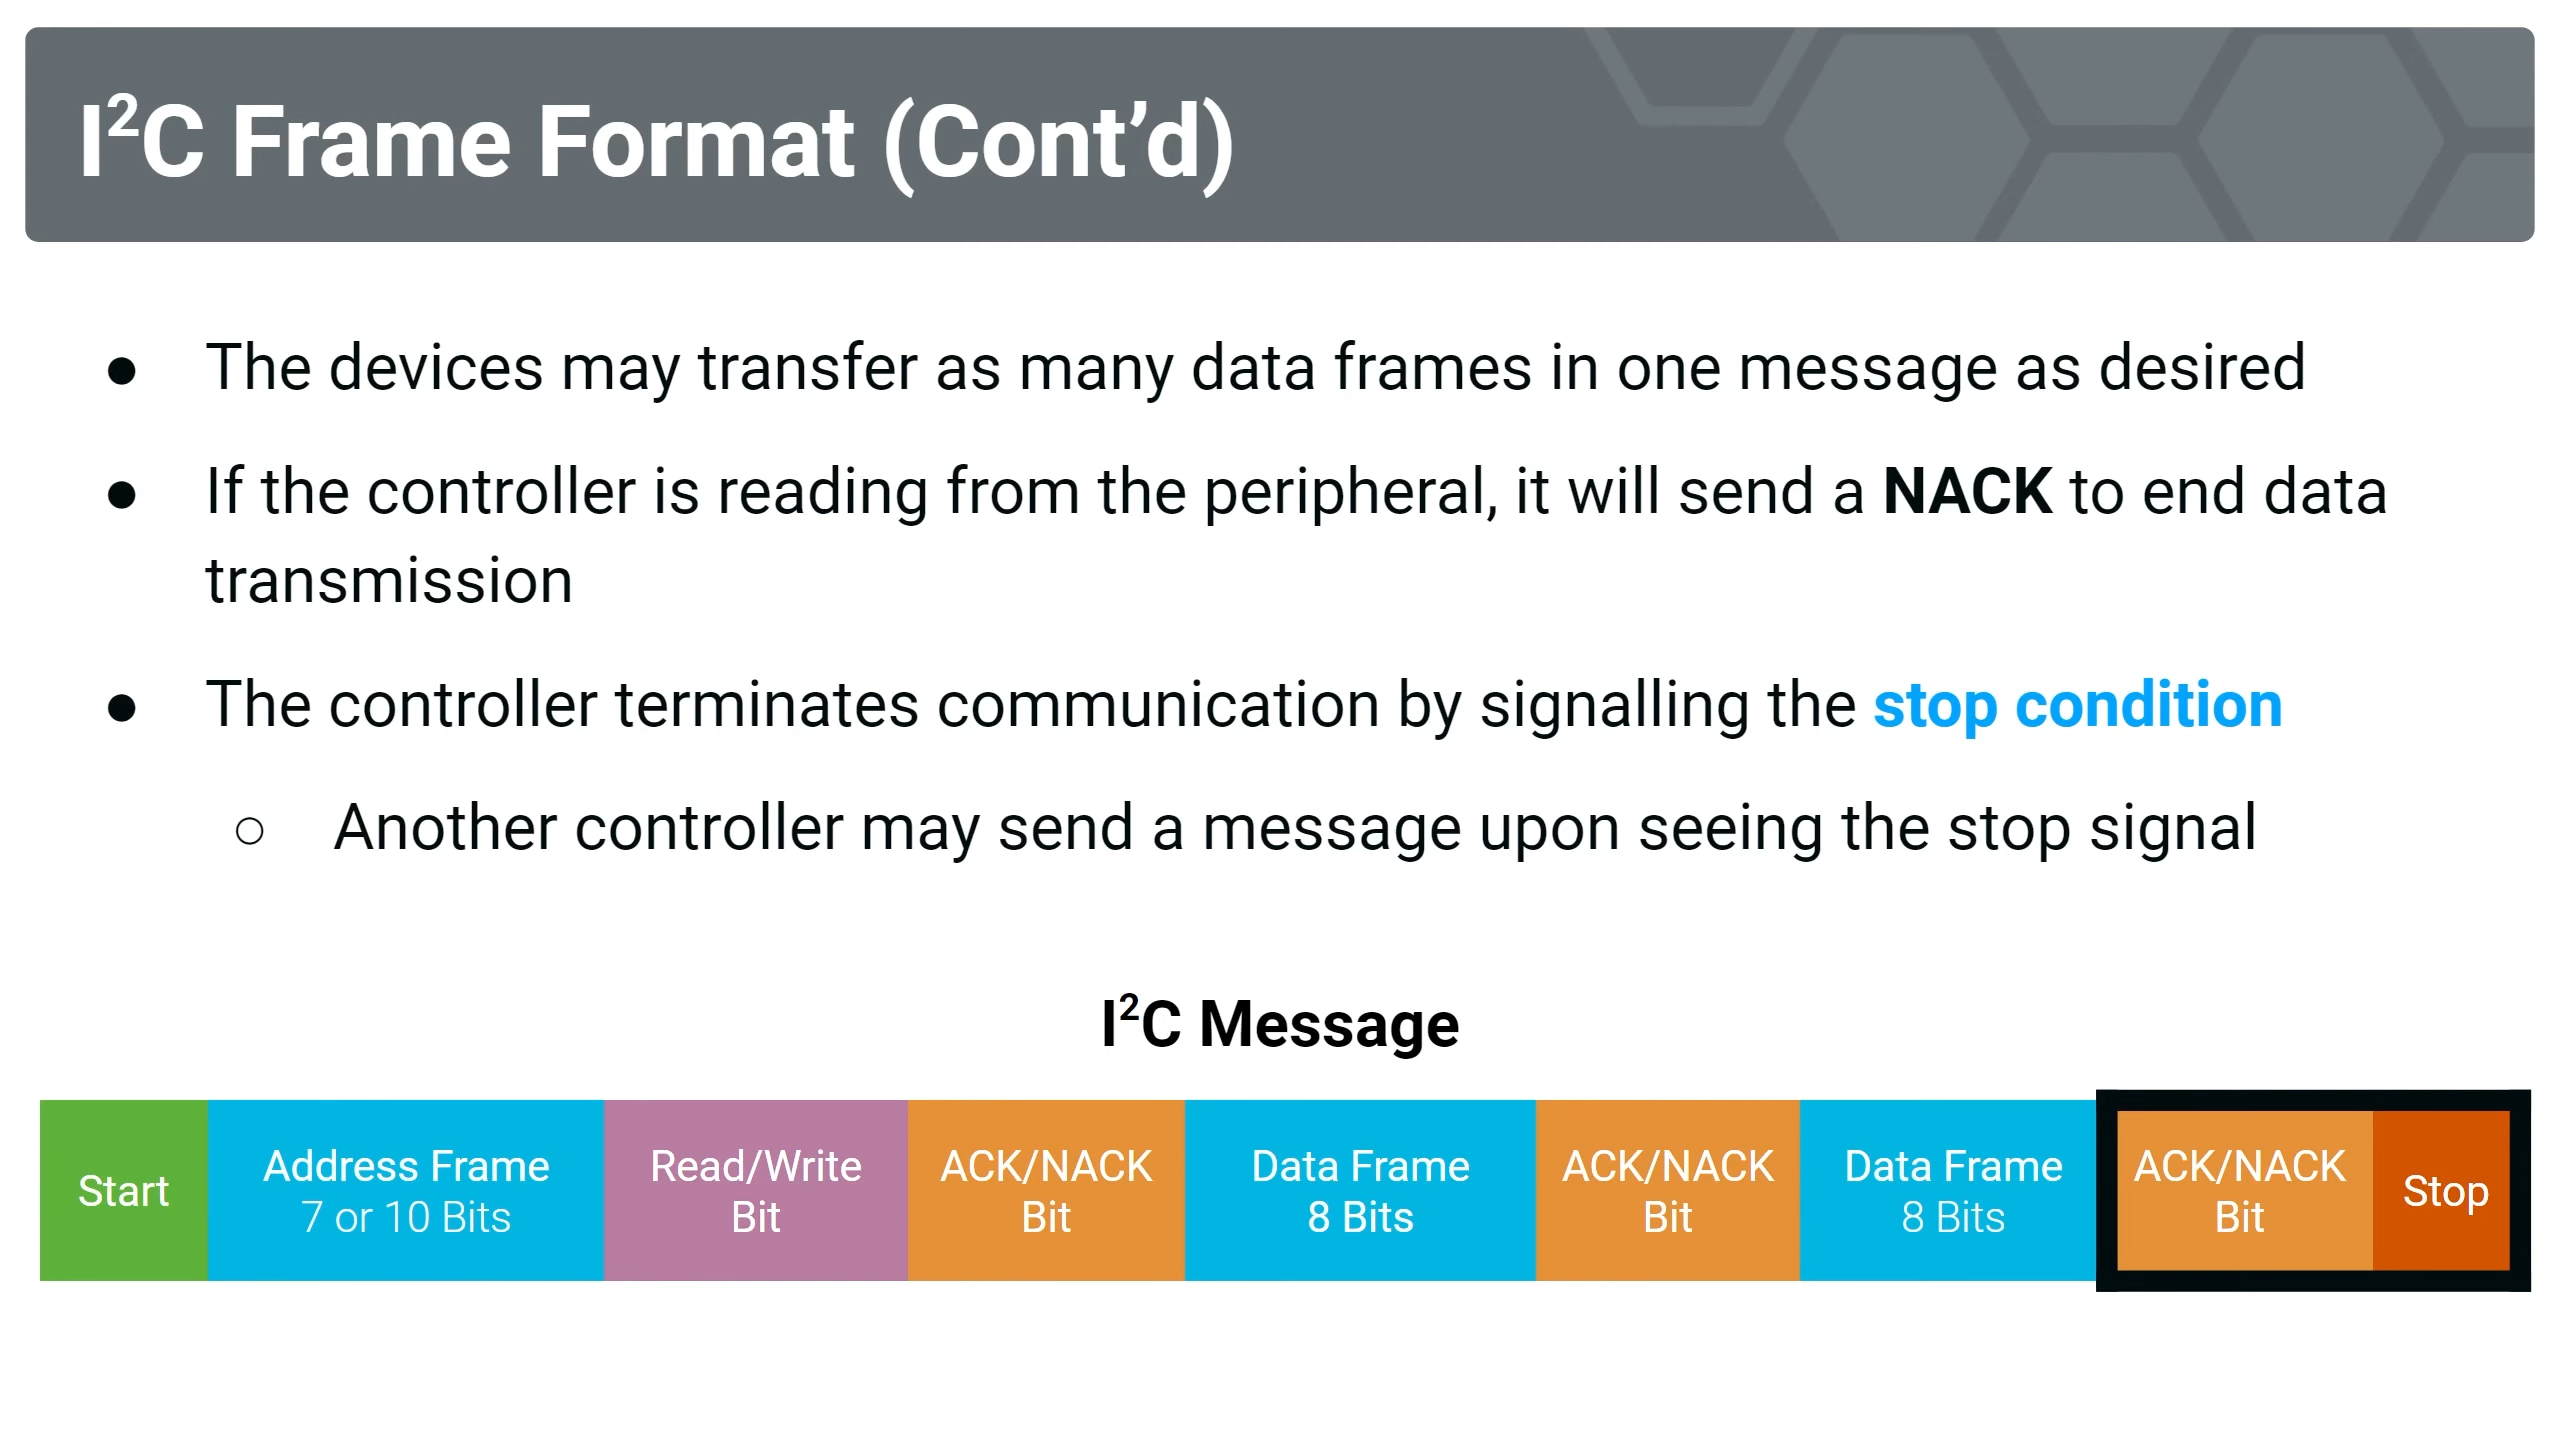 I²C Frame Format (Cont’d)
● The devices may transfer as many data frames in one message as desired
● If the controller is reading from the peripheral, it will send a NACK to end data
transmission
● The controller terminates communication by signalling the stop condition
○ Another controller may send a message upon seeing the stop signal
I²C Message
Start
Address Frame
7 or 10 Bits
Read/Write
Bit
ACK/NACK
Bit
Data Frame
8 Bits
ACK/NACK
Bit
Data Frame
8 Bits
ACK/NACK
Bit
Stop